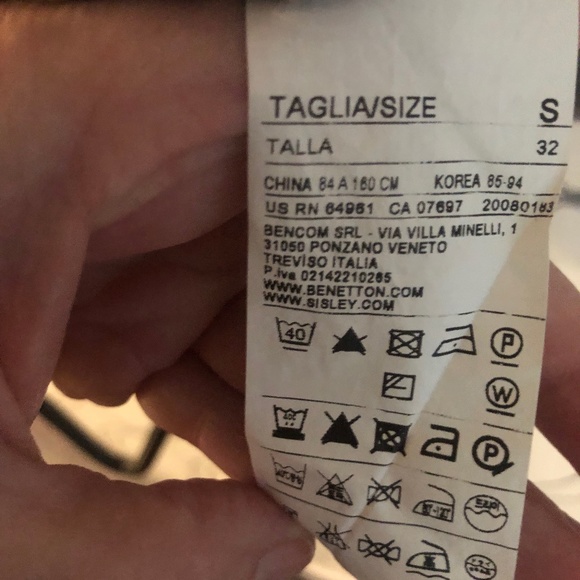 TAGLIA/SIZE S
TALLA 32
CHINA 84 A 160 CM KOREA 85-94
US RN 64961 CA 07697 20080183
BENCOM SRL - VIA VILLA MINELLI, 1
31050 PONZANO VENETO
TREVISO ITALIA
P.iva 02142210265
WWW.BENETTON.COM
WWW.SISLEY.COM
40 P
W
P